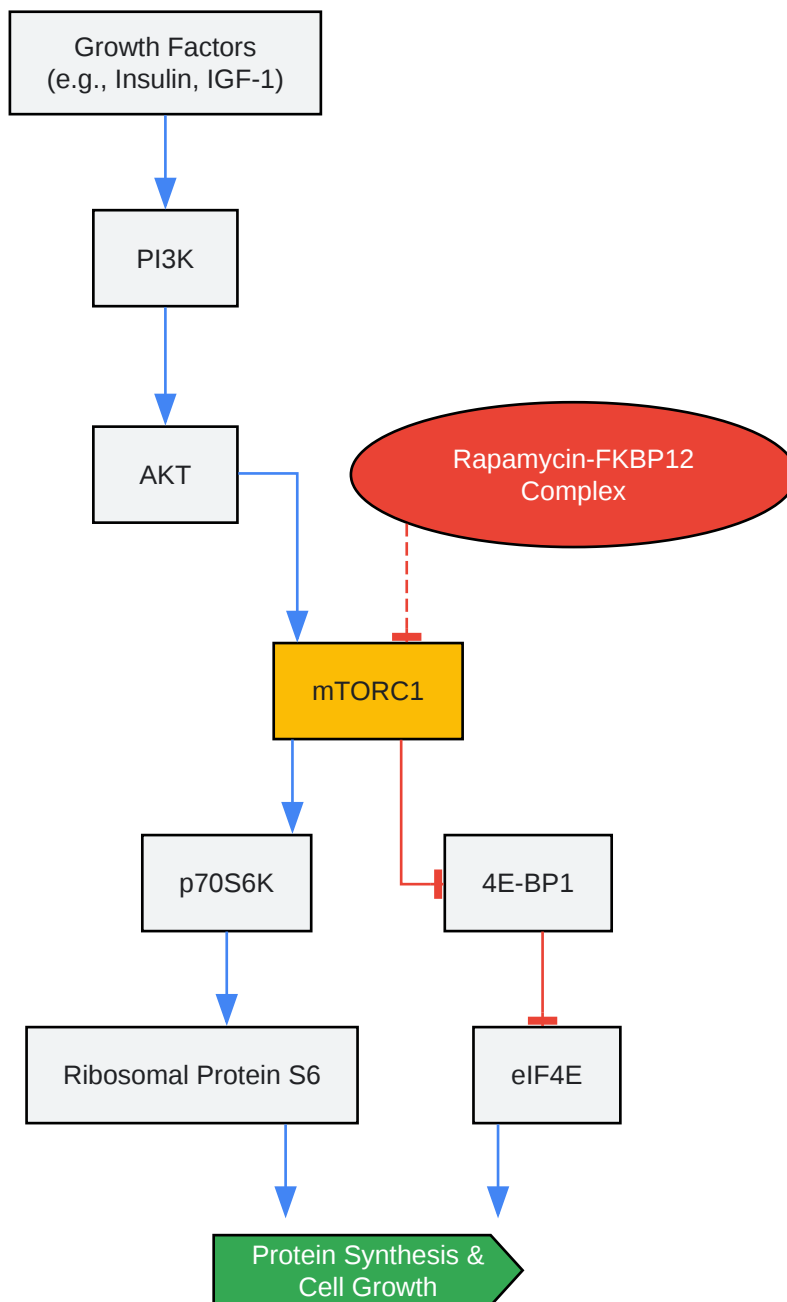 Growth Factors
(e.g., Insulin, IGF-1)
PI3K
AKT
Rapamycin-FKBP12
Complex
mTORC1
p70S6K
4E-BP1
Ribosomal Protein S6
eIF4E
Protein Synthesis &
Cell Growth